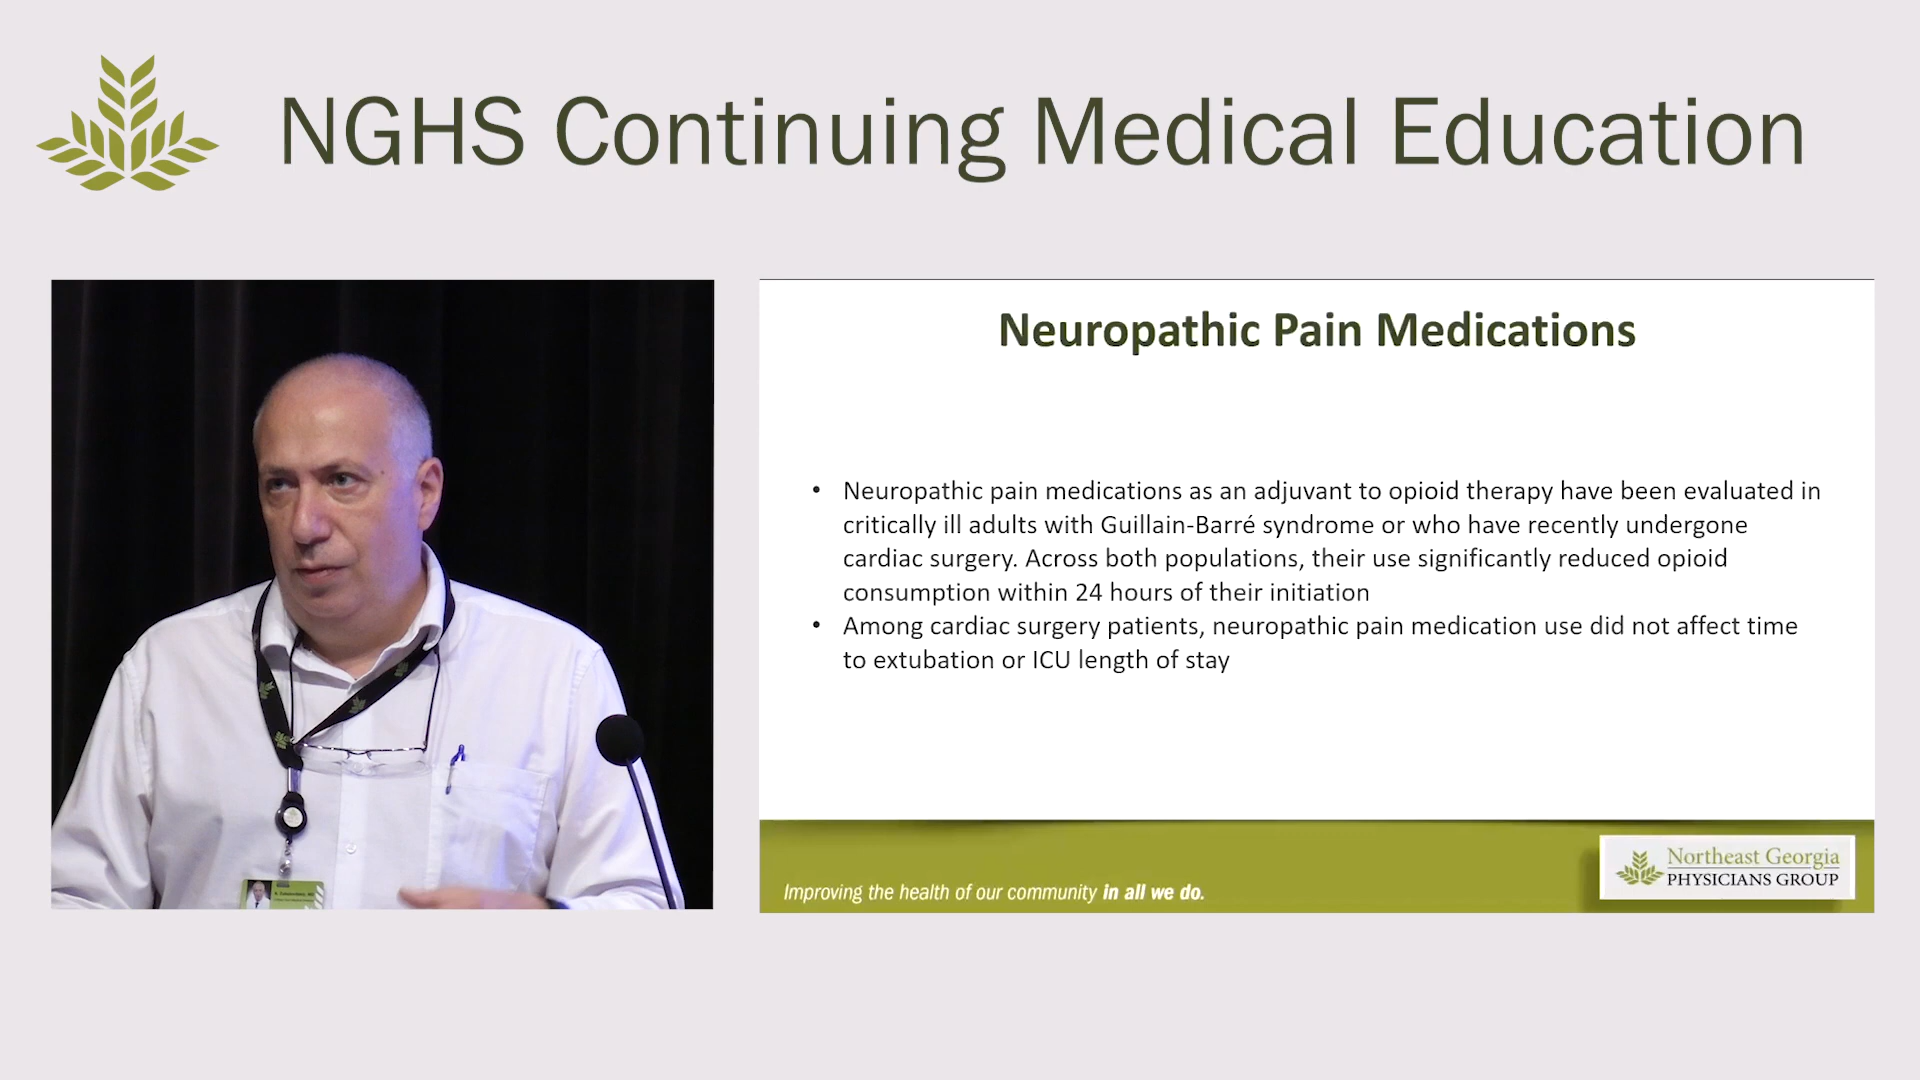 NGHS Continuing Medical Education
Neuropathic Pain Medications
• Neuropathic pain medications as an adjuvant to opioid therapy have been evaluated in
critically ill adults with Guillain-Barré syndrome or who have recently undergone
cardiac surgery. Across both populations, their use significantly reduced opioid
consumption within 24 hours of their initiation
• Among cardiac surgery patients, neuropathic pain medication use did not affect time
to extubation or ICU length of stay
Improving the health of our community in all we do.
Northeast Georgia
PHYSICIANS GROUP